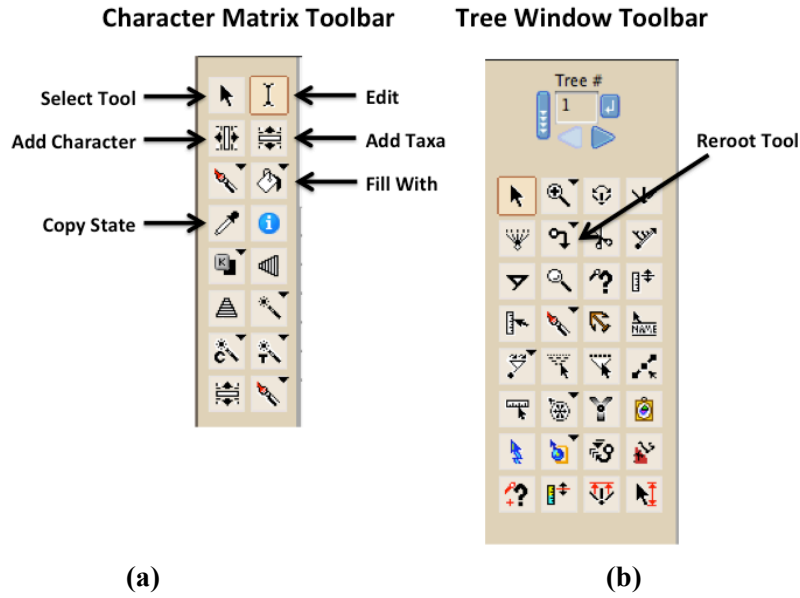 Character Matrix Toolbar
Tree Window Toolbar
Select Tool
Edit
Add Character
Add Taxa
Fill With
Copy State
K
i
C
T
Tree #
1
Reroot Tool
?
NAME
?
(a)
(b)